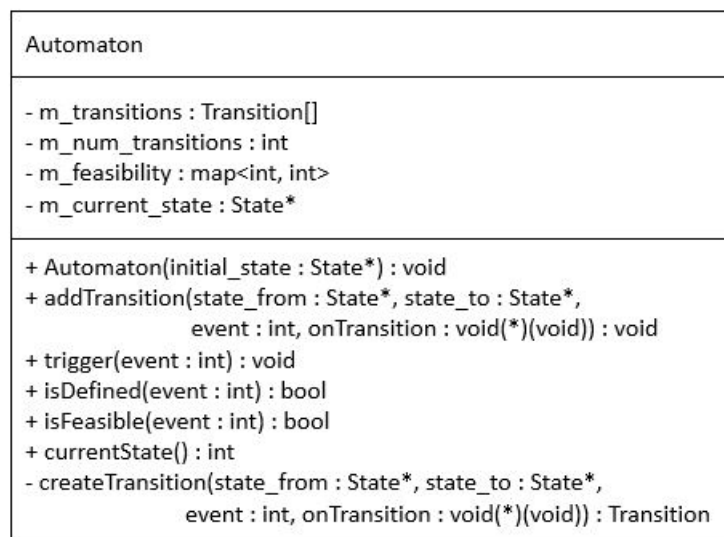 Automaton
- m_transitions : Transition[]
- m_num_transitions : int
- m_feasibility : map<int, int>
- m_current_state : State*
+ Automaton(initial_state : State*) : void
+ addTransition(state_from : State*, state_to : State*,
event : int, onTransition : void(*)(void)) : void
+ trigger(event : int) : void
+ isDefined(event : int) : bool
+ isFeasible(event : int) : bool
+ currentState() : int
- createTransition(state_from : State*, state_to : State*,
event : int, onTransition : void(*)(void)) : Transition